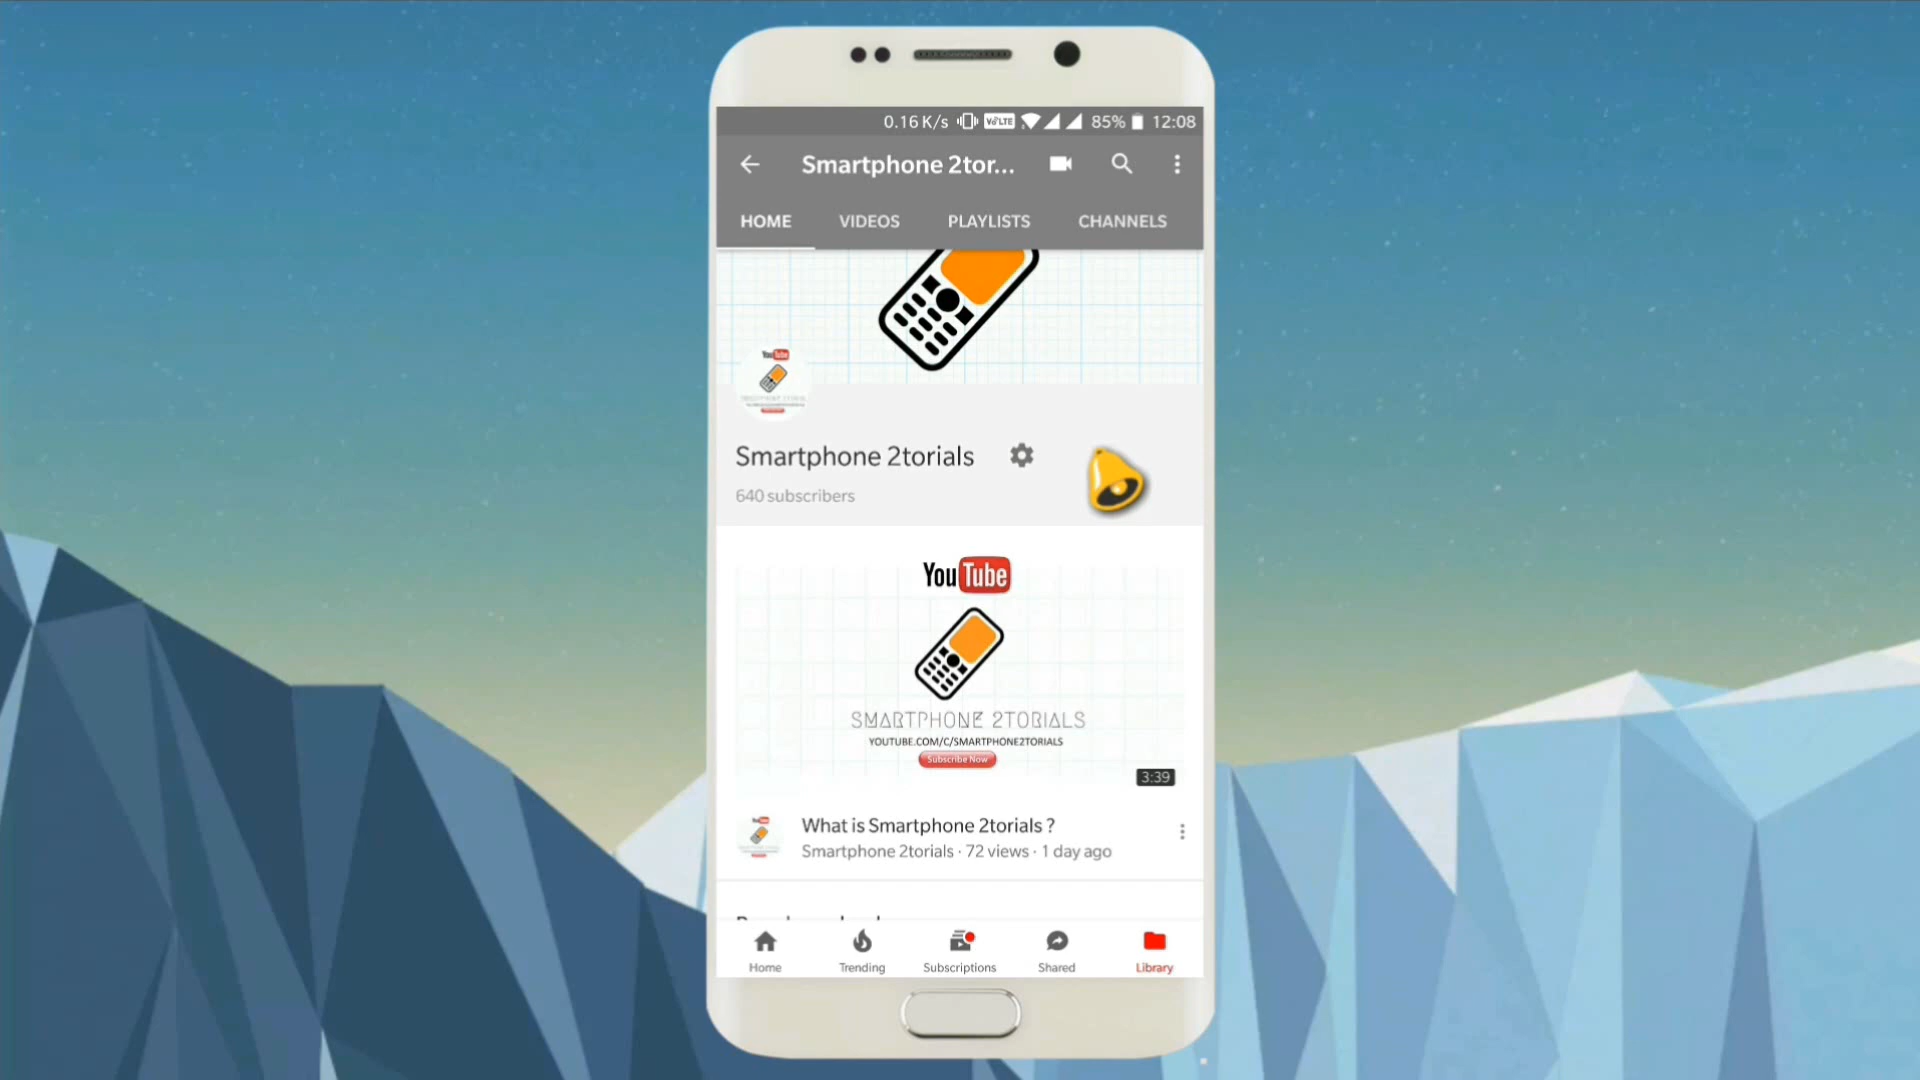 0.16 K/s VoLTE 85% 12:08
Smartphone 2tor...
HOME VIDEOS PLAYLISTS CHANNELS
YouTube
Smartphone 2torials
640 subscribers
YouTube
SMARTPHONE 2TORIALS
YOUTUBE.COM/C/SMARTPHONE2TORIALS
Subscribe Now
3:39
What is Smartphone 2torials ?
Smartphone 2torials · 72 views · 1 day ago
Home Trending Subscriptions Shared Library